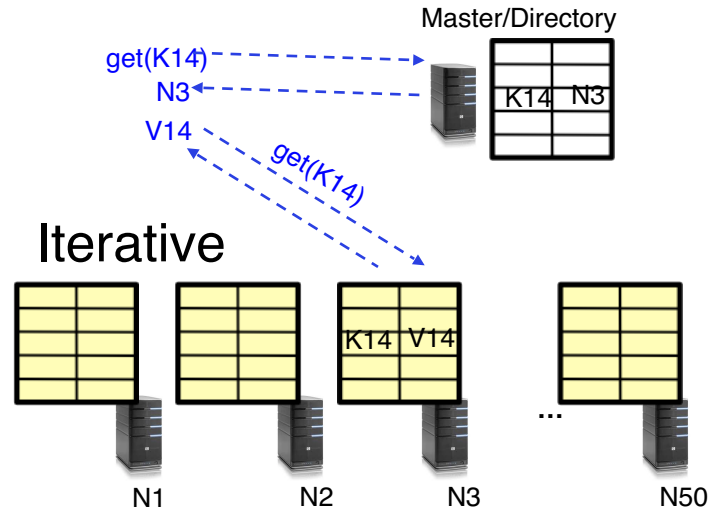 Master/Directory
get(K14)
N3
K14 N3
V14
get(K14)
Iterative
K14 V14
...
N1 N2 N3 N50